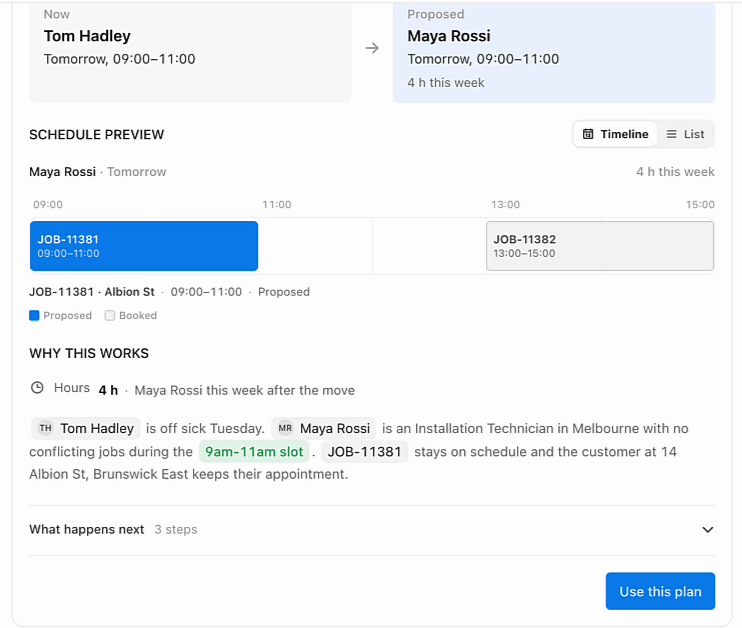 Now
Tom Hadley
Tomorrow, 09:00–11:00
Proposed
Maya Rossi
Tomorrow, 09:00–11:00
4 h this week
SCHEDULE PREVIEW
Timeline
List
Maya Rossi · Tomorrow
4 h this week
09:00 11:00 13:00 15:00
JOB-11381
09:00–11:00
JOB-11382
13:00–15:00
JOB-11381 · Albion St · 09:00–11:00 · Proposed
Proposed Booked
WHY THIS WORKS
Hours 4 h · Maya Rossi this week after the move
TH Tom Hadley is off sick Tuesday. MR Maya Rossi is an Installation Technician in Melbourne with no
conflicting jobs during the 9am-11am slot . JOB-11381 stays on schedule and the customer at 14
Albion St, Brunswick East keeps their appointment.
What happens next 3 steps
Use this plan